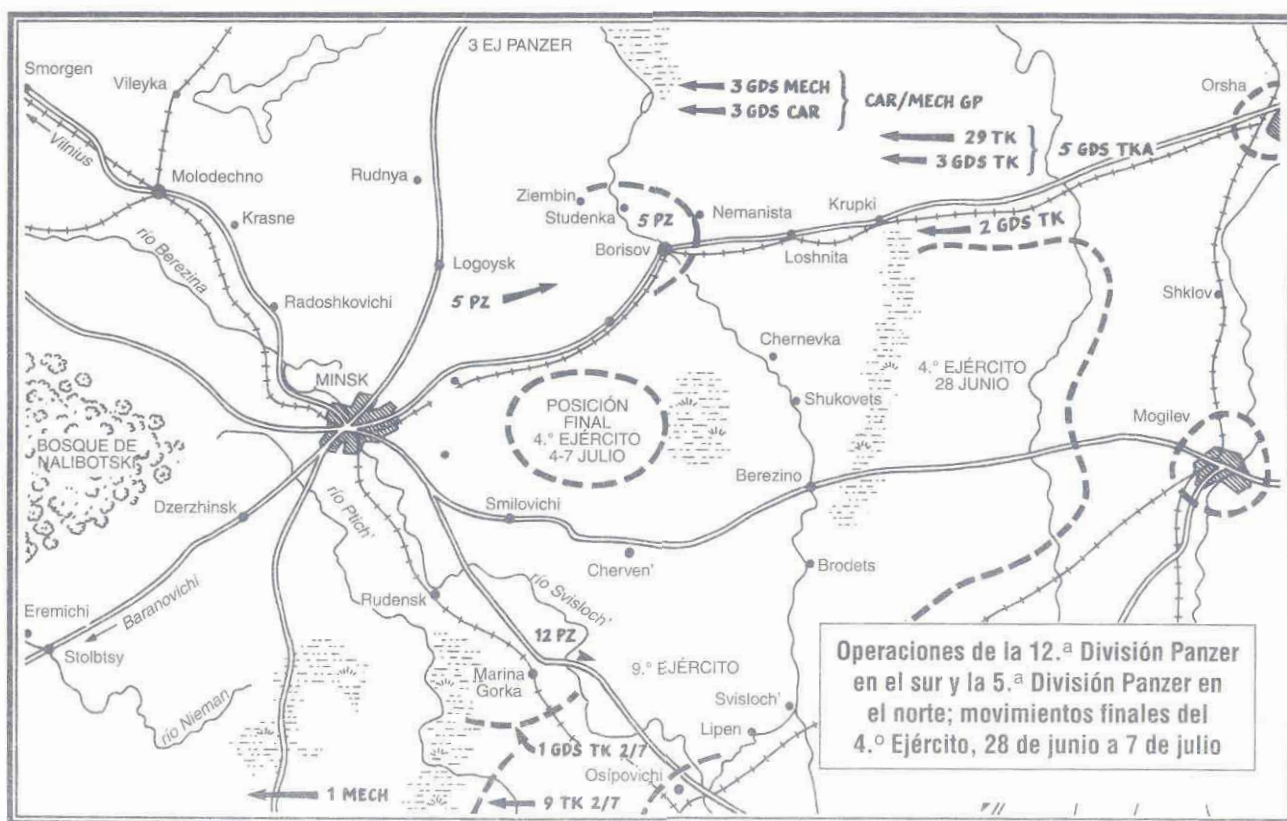 3 EJ PANZER
Smorgen
Vileyka
Vilnius
Molodechno
Krasne
Rudnya
río Berezina
Radoshkovichi
Logoysk
MINSK
3 GDS MECH
3 GDS CAR
CAR/MECH GP
29 TK
3 GDS TK
5 GDS TKA
Orsha
Ziembin
Studenka
5 PZ
Nemanista
Borisov
Loshnita
Krupki
2 GDS TK
5 PZ
Shklov
Chernevka
Shukovets
4.º EJÉRCITO
28 JUNIO
Mogilev
POSICIÓN
FINAL
4.º EJÉRCITO
4-7 JULIO
BOSQUE DE
NALIBOTSKI
Dzerzhinsk
río Ptich'
Smilovichi
Berezino
Cherven'
Brodets
Eremichi
Baranovichi
Stolbtsy
río Nieman
Rudensk
río Svisloch'
12 PZ
Marina
Gorka
9.º EJÉRCITO
Svisloch'
Lipen
1 GDS TK 2/7
Osípovichi
1 MECH
9 TK 2/7
Operaciones de la 12.ª División Panzer
en el sur y la 5.ª División Panzer en
el norte; movimientos finales del
4.º Ejército, 28 de junio a 7 de julio